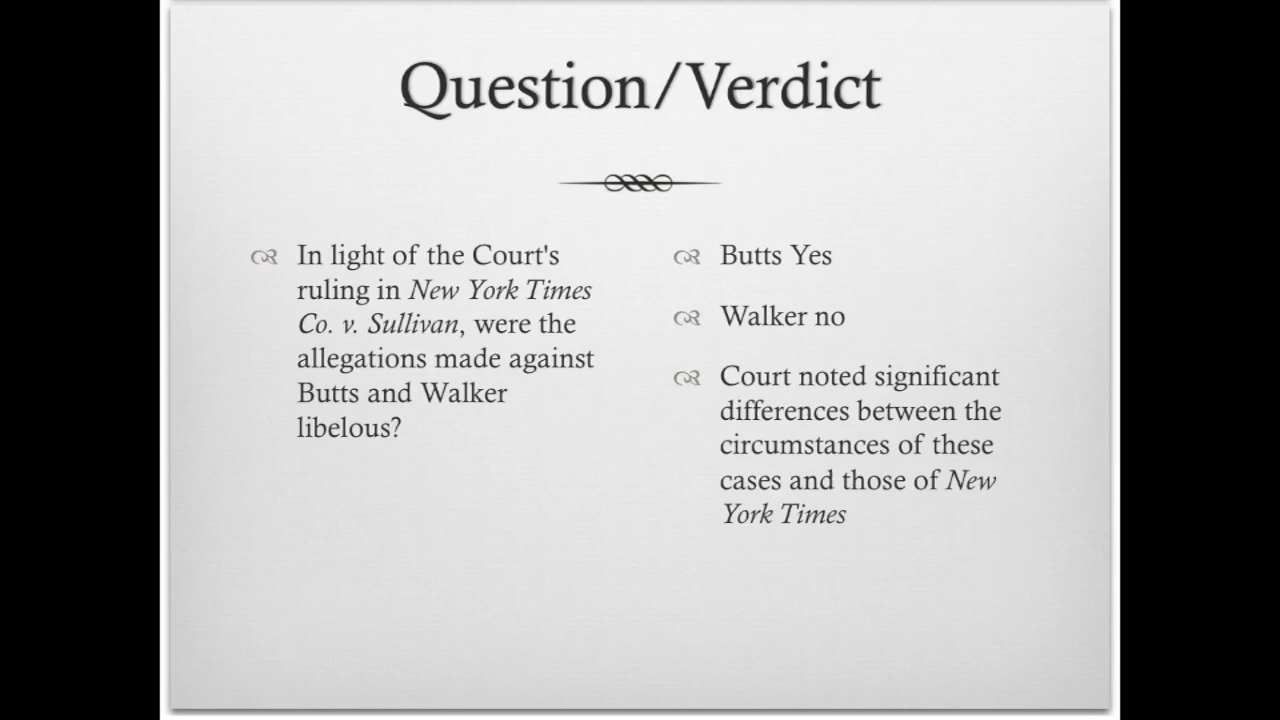 Question/Verdict
In light of the Court's
ruling in New York Times
Co. v. Sullivan, were the
allegations made against
Butts and Walker
libelous?
Butts Yes
Walker no
Court noted significant
differences between the
circumstances of these
cases and those of New
York Times